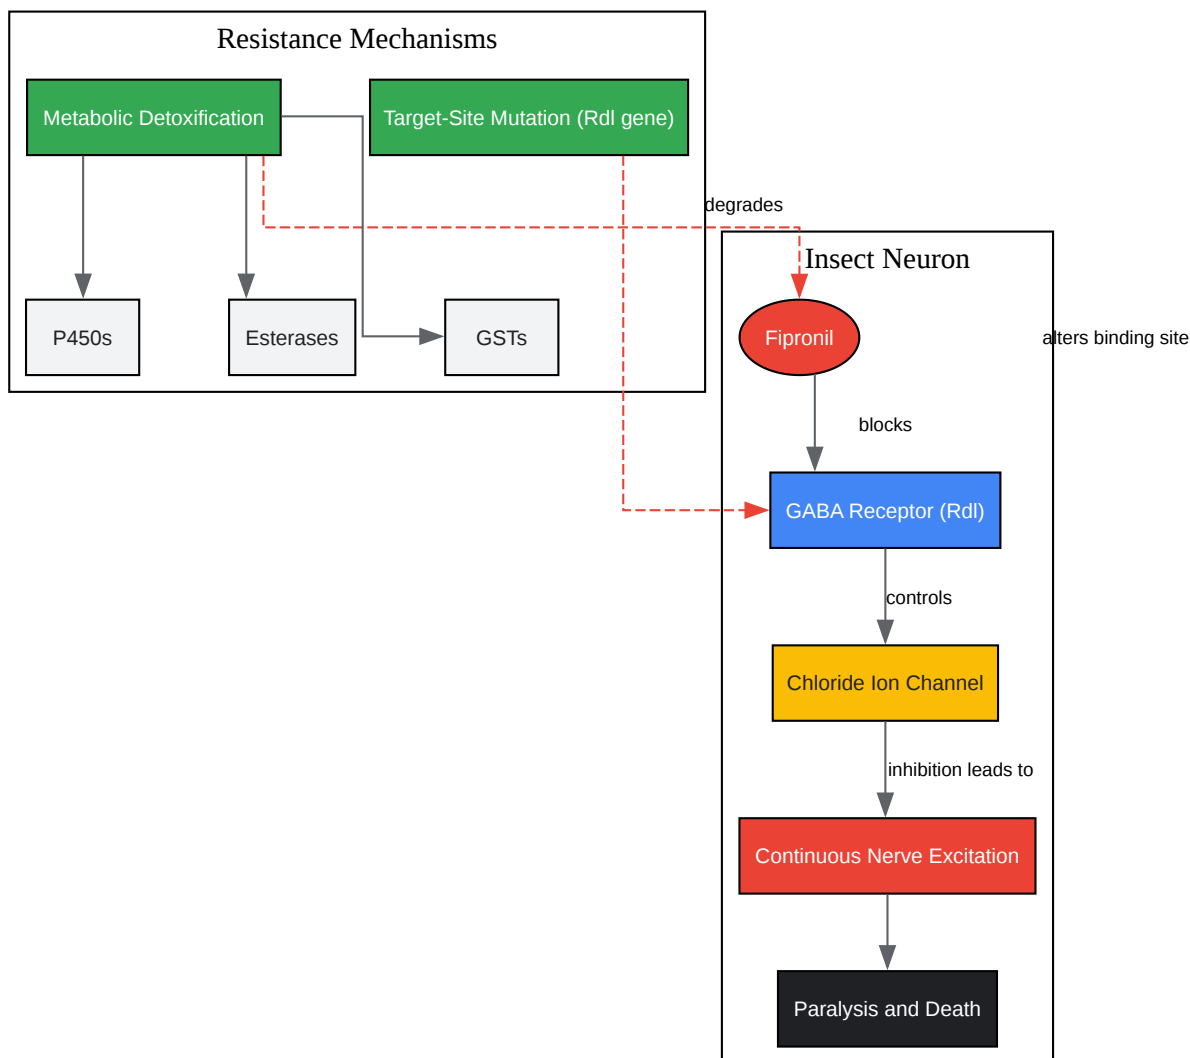 Resistance Mechanisms
Metabolic Detoxification
Target-Site Mutation (Rdl gene)
degrades
Insect Neuron
P450s
Esterases
GSTs
Fipronil
alters binding site
blocks
GABA Receptor (Rdl)
controls
Chloride Ion Channel
inhibition leads to
Continuous Nerve Excitation
Paralysis and Death